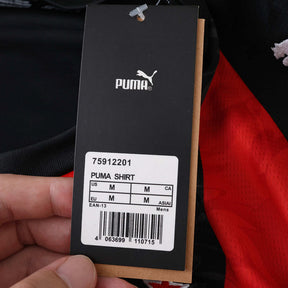 PUMA
75912201
PUMA SHIRT
US M M CA
EU M M ASIA/J
EAN-13 Mens
4 063699 110715